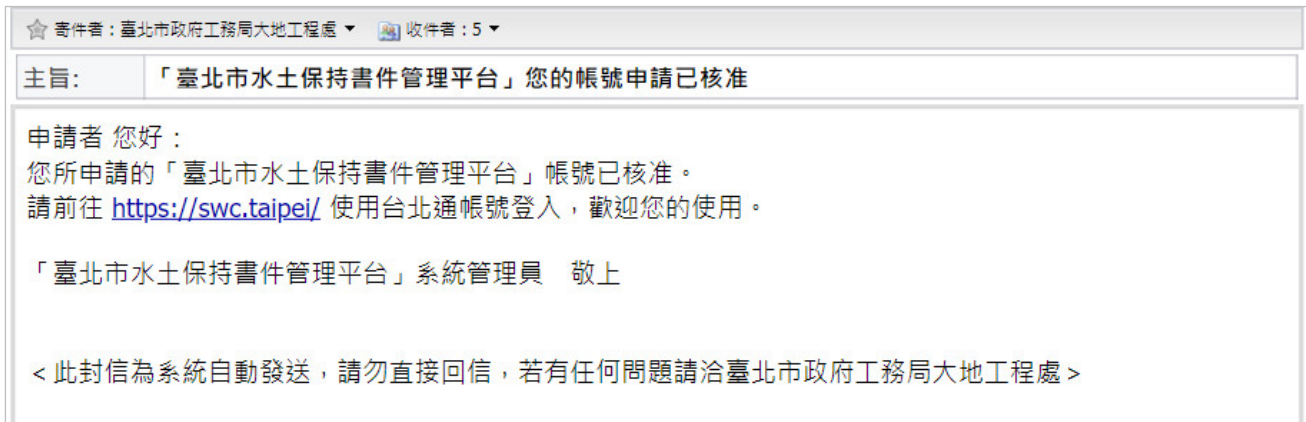 寄件者：臺北市政府工務局大地工程處 收件者：5
主旨: 「臺北市水土保持書件管理平台」您的帳號申請已核准
申請者 您好：
您所申請的「臺北市水土保持書件管理平台」帳號已核准。
請前往 https://swc.taipei/ 使用台北通帳號登入，歡迎您的使用。
「臺北市水土保持書件管理平台」系統管理員　敬上
＜此封信為系統自動發送，請勿直接回信，若有任何問題請洽臺北市政府工務局大地工程處＞